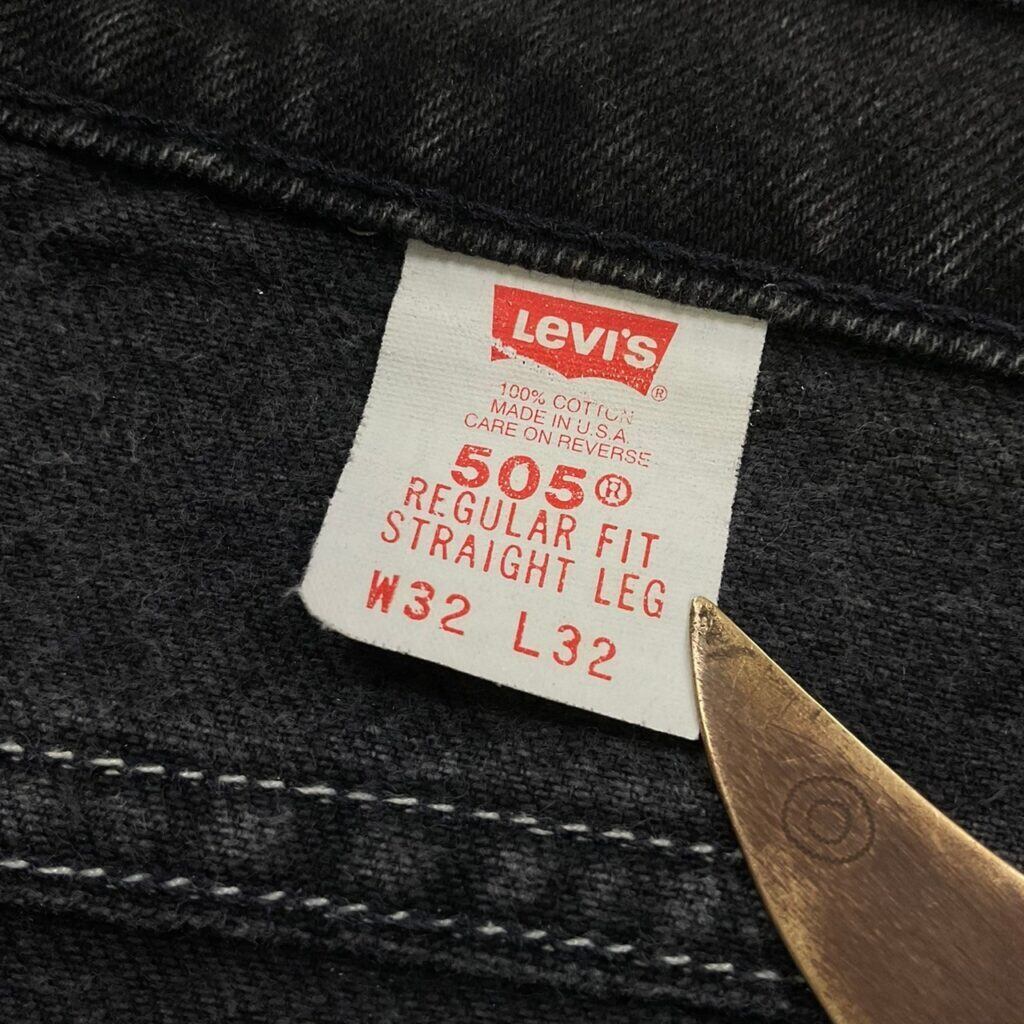 Levi's®
100% COTTON
MADE IN U.S.A.
CARE ON REVERSE
505®
REGULAR FIT
STRAIGHT LEG
W32 L32